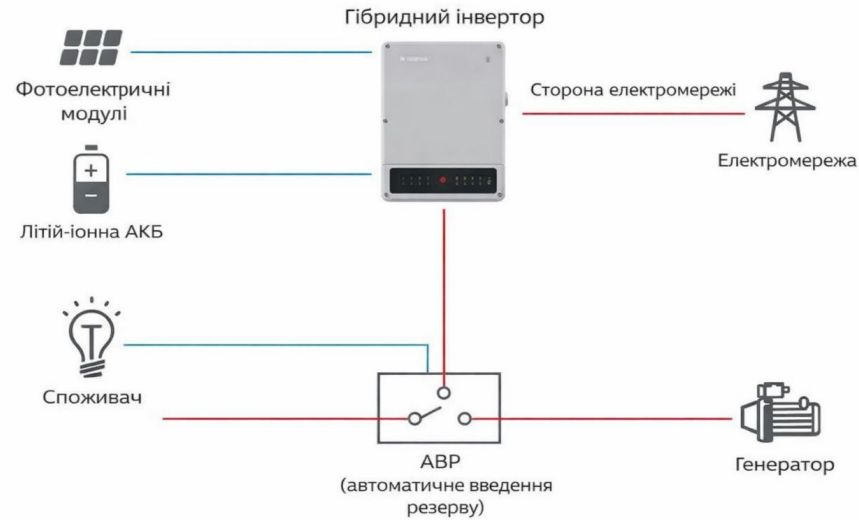 Гібридний інвертор
Фотоелектричні
модулі
Сторона електромережі
Електромережа
+
−
Літій-іонна АКБ
Споживач
АВР
(автоматичне введення
резерву)
Генератор